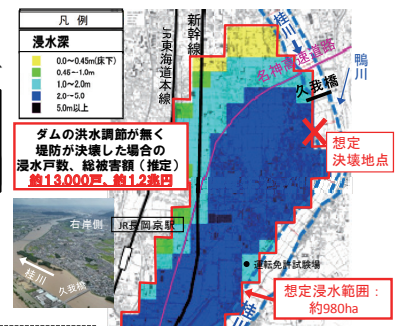 凡 例
浸水深
0.0～0.45m(床下)
0.45～1.0m
1.0～2.0m
2.0～5.0
5.0m以上
新幹線
JR東海道本線
桂川
鴨川
名神高速道路
久我橋
ダムの洪水調節が無く
堤防が決壊した場合の
浸水戸数、総被害額（推定）
約13,000戸、約1.2兆円
想定
決壊地点
右岸側
桂川
久我橋
JR長岡京駅
運転免許試験場
想定浸水範囲：
約980ha